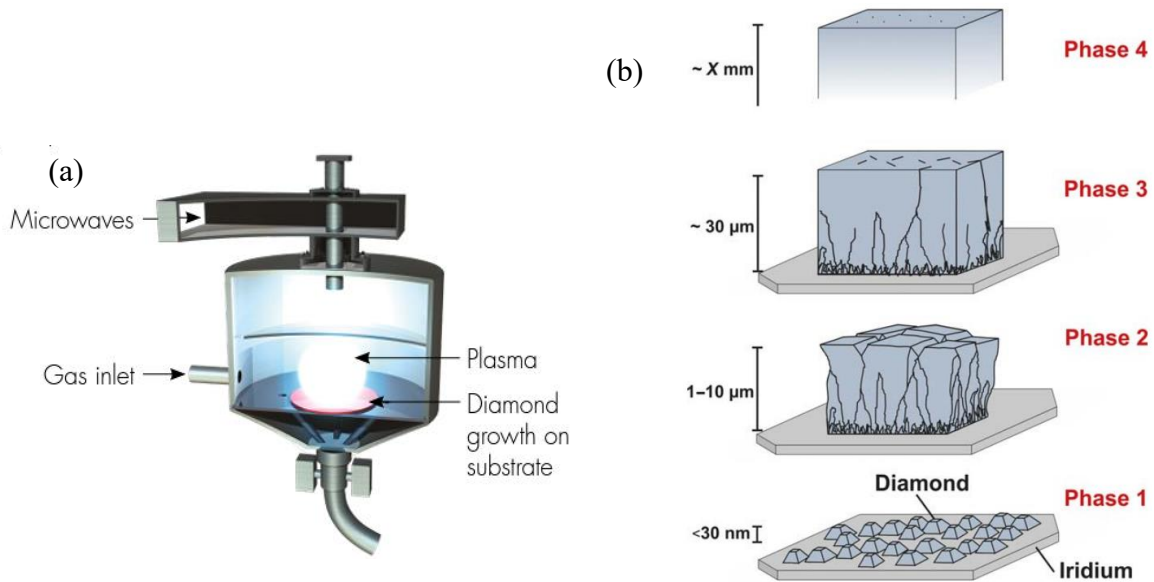 (a)
Microwaves
Gas inlet
Plasma
Diamond
growth on
substrate
(b)
Phase 4
~ X mm
Phase 3
~ 30 µm
Phase 2
1–10 µm
Phase 1
Diamond
<30 nm
Iridium